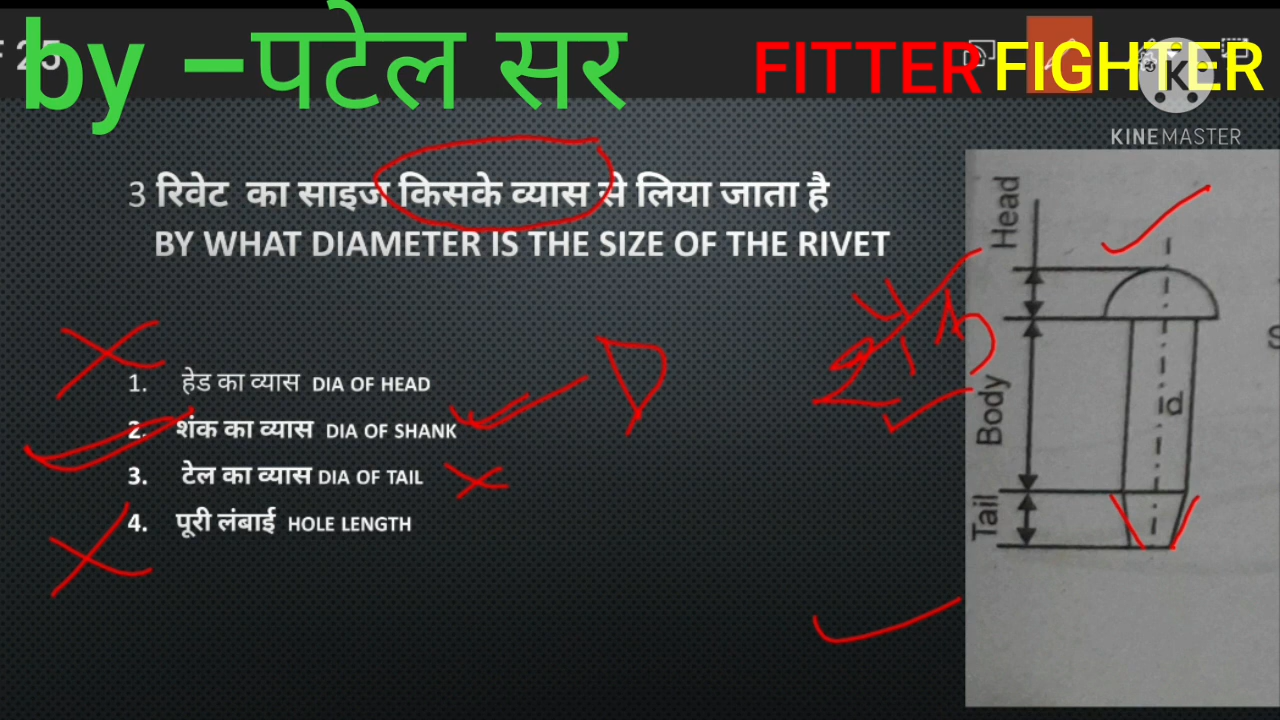 by –पटेल सर
FITTER FIGHTER
25
K
KINEMASTER
3 रिवेट का साइज किसके व्यास से लिया जाता है
BY WHAT DIAMETER IS THE SIZE OF THE RIVET
1. हेड का व्यास DIA OF HEAD
2. शंक का व्यास DIA OF SHANK
3. टेल का व्यास DIA OF TAIL
4. पूरी लंबाई HOLE LENGTH
D
Head
Body
d
Tail